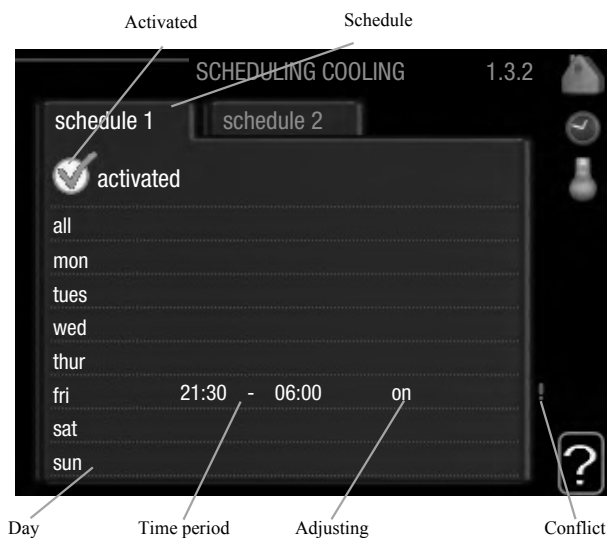 Activated Schedule
SCHEDULING COOLING 1.3.2
schedule 1 schedule 2
activated
all
mon
tues
wed
thur
fri 21:30 - 06:00 on !
sat
sun
?
Day Time period Adjusting Conflict